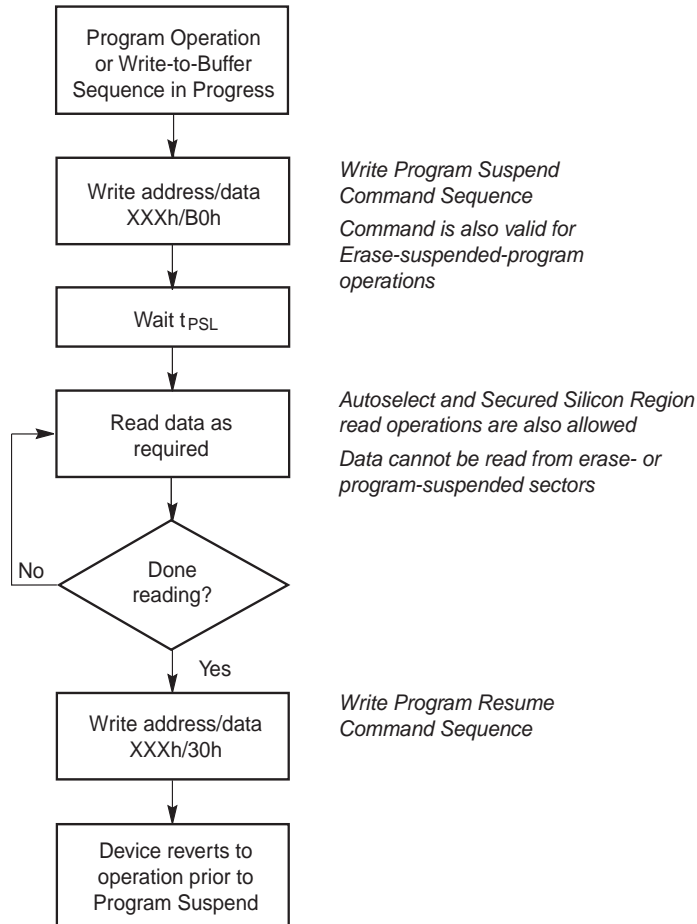 Program Operation
or Write-to-Buffer
Sequence in Progress
Write address/data
XXXh/B0h
Write Program Suspend
Command Sequence
Command is also valid for
Erase-suspended-program
operations
Wait tPSL
Read data as
required
Autoselect and Secured Silicon Region
read operations are also allowed
Data cannot be read from erase- or
program-suspended sectors
No
Done
reading?
Yes
Write address/data
XXXh/30h
Write Program Resume
Command Sequence
Device reverts to
operation prior to
Program Suspend